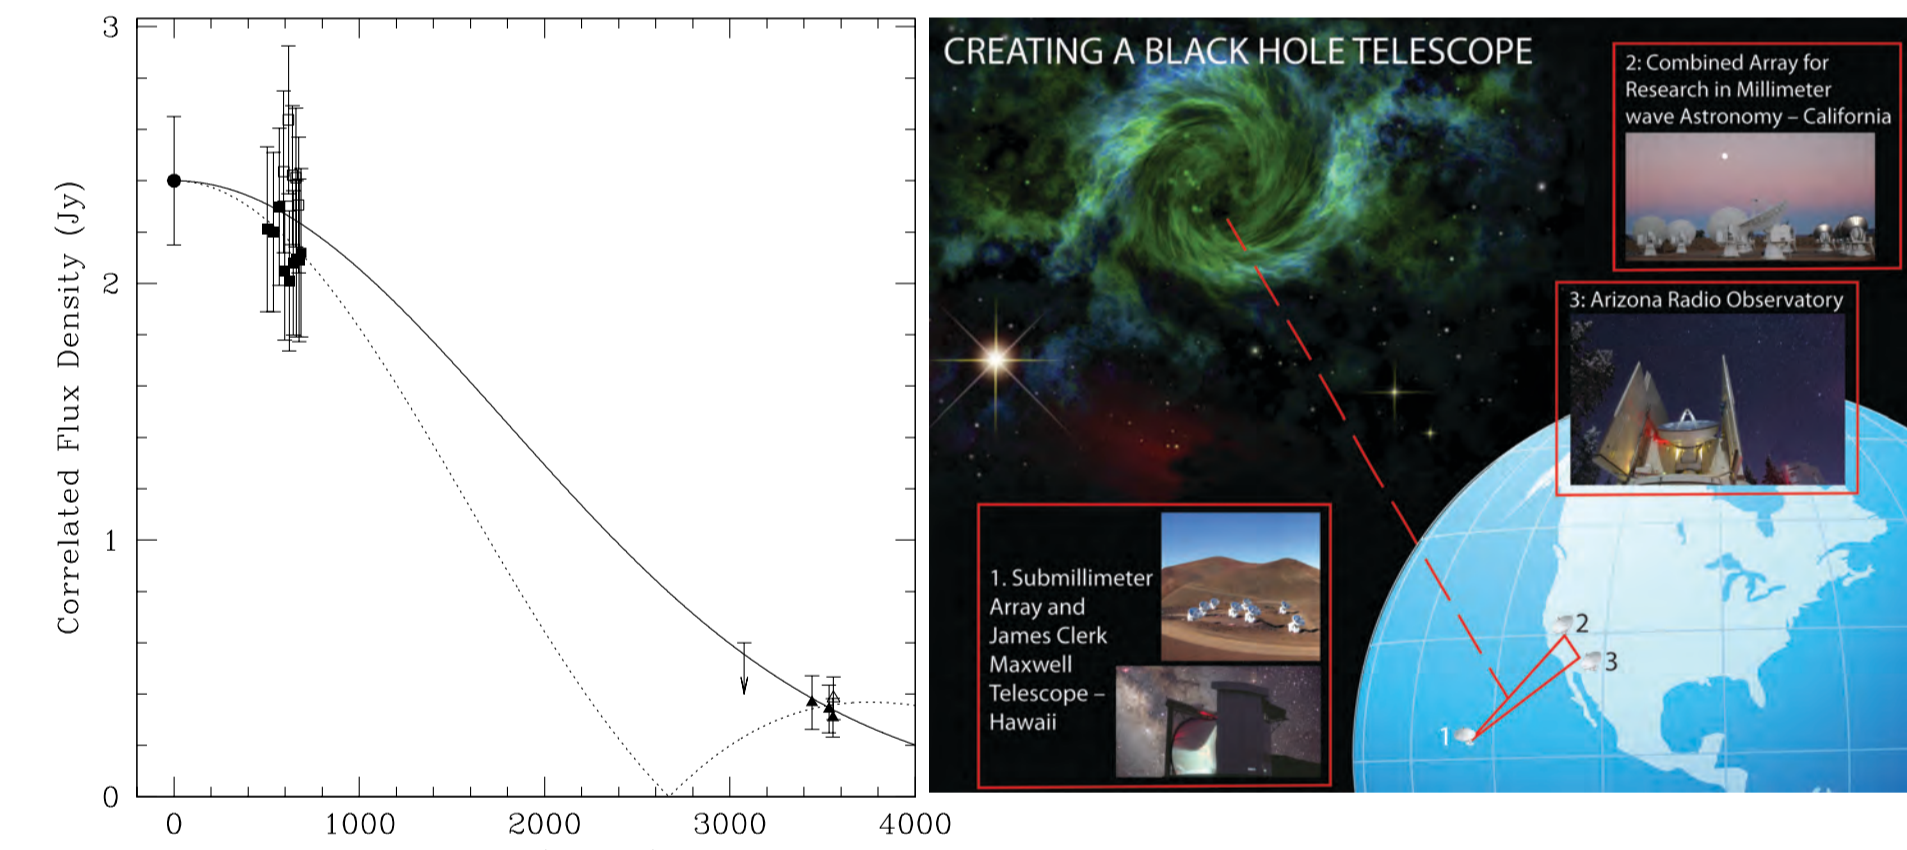 3
2
1
0
Correlated Flux Density (Jy)
0
1000
2000
3000
4000
CREATING A BLACK HOLE TELESCOPE
2: Combined Array for
Research in Millimeter
wave Astronomy – California
3: Arizona Radio Observatory
1. Submillimeter
Array and
James Clerk
Maxwell
Telescope –
Hawaii
2
3
1